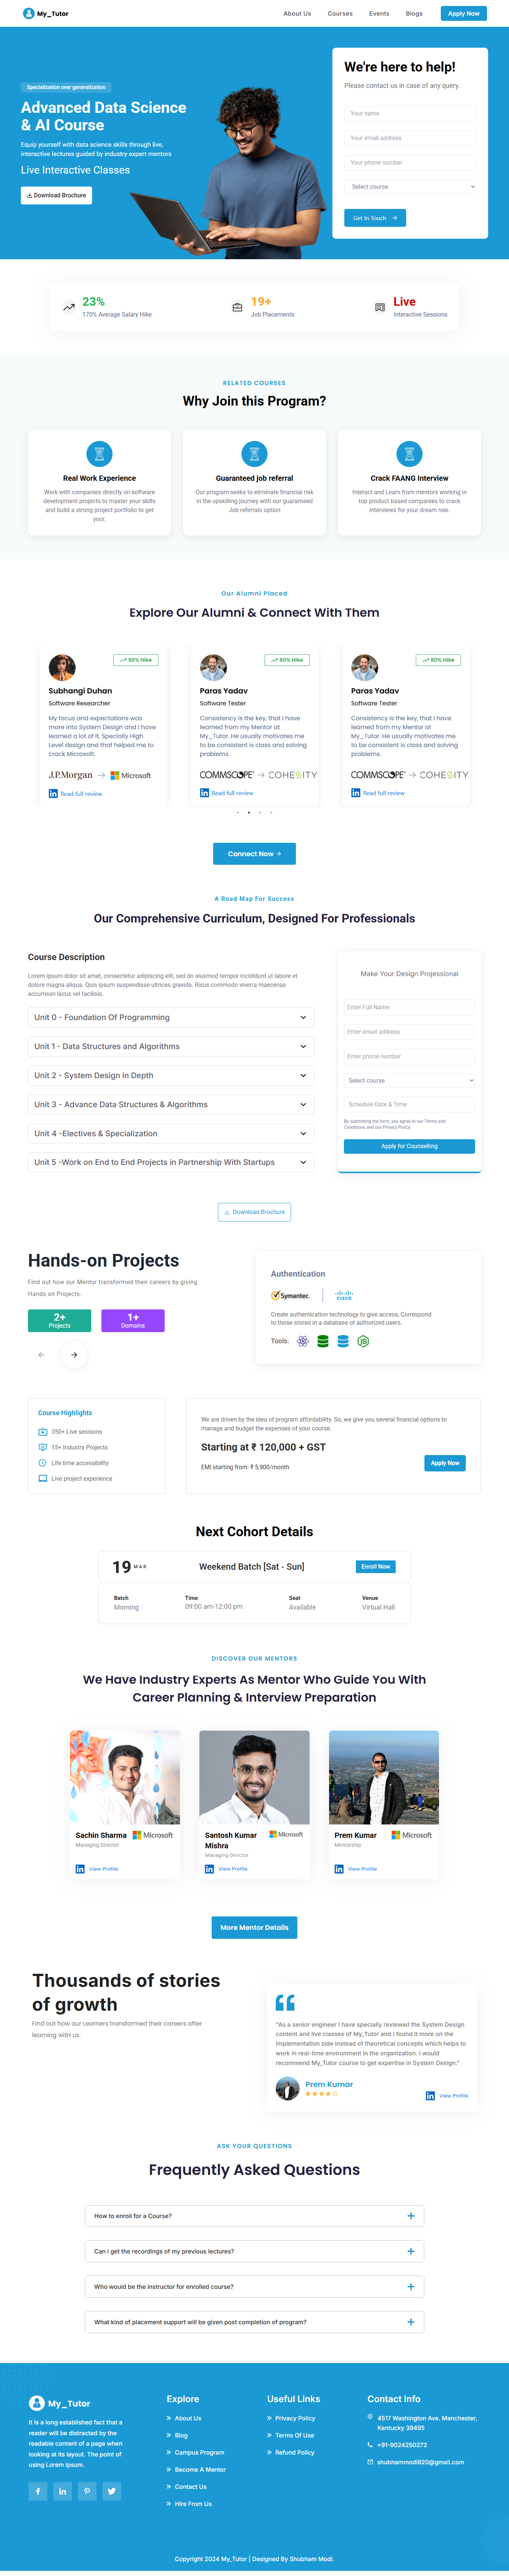 My_Tutor
About Us
Courses
Events
Blogs
Apply Now
Specialization over generalization
Advanced Data Science
& AI Course
Equip yourself with data science skills through live,
interactive lectures guided by industry expert mentors
Live Interactive Classes
Download Brochure
We're here to help!
Please contact us in case of any query.
Your name
Your email address
Your phone number
Select course
Get In Touch
23%
170% Average Salary Hike
19+
Job Placements
Live
Interactive Sessions
RELATED COURSES
Why Join this Program?
Real Work Experience
Work with companies directly on software
development projects to master your skills
and build a strong project portfolio to get
your.
Guaranteed job referral
Our program seeks to eliminate financial risk
in the upskilling journey with our guaranteed
Job referrals option
Crack FAANG Interview
Interact and Learn from mentors working in
top product based companies to crack
interviews for your dream role.
Our Alumni Placed
Explore Our Alumni & Connect With Them
90% Hike
Subhangi Duhan
Software Researcher
My focus and expectations was
more into System Design and I have
learned a lot of it, Specially High
Level design and that helped me to
crack Microsoft.
J.P.Morgan
Microsoft
Read full review
80% Hike
Paras Yadav
Software Tester
Consistency is the key, that I have
learned from my Mentor at
My_Tutor. He usually motivates me
to be consistent is class and solving
problems.
COMMSCOPE
COHESITY
Read full review
80% Hike
Paras Yadav
Software Tester
Consistency is the key, that I have
learned from my Mentor at
My_Tutor. He usually motivates me
to be consistent is class and solving
problems.
COMMSCOPE
COHESITY
Read full review
Connect Now
A Road Map For Success
Our Comprehensive Curriculum, Designed For Professionals
Course Description
Lorem ipsum dolor sit amet, consectetur adipiscing elit, sed do eiusmod tempor incididunt ut labore et
dolore magna aliqua. Quis ipsum suspendisse ultrices gravida. Risus commodo viverra maecenas
accumsan lacus vel facilisis.
Unit 0 - Foundation Of Programming
Unit 1 - Data Structures and Algorithms
Unit 2 - System Design in Depth
Unit 3 - Advance Data Structures & Algorithms
Unit 4 -Electives & Specialization
Unit 5 -Work on End to End Projects in Partnership With Startups
Make Your Design Projessional
Enter Full Name
Enter email address
Enter phone number
Select course
Schedule Date & Time
By submitting the form, you agree to our Terms and
Conditions and our Privacy Policy
Apply for Counselling
Download Brochure
Hands-on Projects
Find out how our Mentor transformed their careers by giving
Hands on Projects.
2+
Projects
1+
Domains
Authentication
Symantec.
CISCO
Create authentication technology to give access, Correspond
to those stored in a database of authorized users.
Tools:
Course Highlights
350+ Live sessions
15+ Industry Projects
Life time accessibility
Live project experience
We are driven by the idea of program affordability. So, we give you several financial options to
manage and budget the expenses of your course.
Starting at ₹ 120,000 + GST
EMI starting from: ₹ 5,900/month
Apply Now
Next Cohort Details
19 MAR
Weekend Batch [Sat - Sun]
Enroll Now
Batch
Morning
Time
09:00 am-12:00 pm
Seat
Available
Venue
Virtual Hall
DISCOVER OUR MENTORS
We Have Industry Experts As Mentor Who Guide You With
Career Planning & Interview Preparation
Sachin Sharma
Microsoft
Managing Director
View Profile
Santosh Kumar
Mishra
Microsoft
Managing Director
View Profile
Prem Kumar
Microsoft
Mentorship
View Profile
More Mentor Details
Thousands of stories
of growth
Find out how our Learners transformed their careers after
learning witH us.
"As a senior engineer I have specially reviewed the System Design
content and live classes of My_Tutor and I found it more on the
implementation side instead of theoretical concepts which helps to
work in real-time environment in the organization. I would
recommend My_Tutor course to get expertise in System Design."
Prem Kumar
View Profile
ASK YOUR QUESTIONS
Frequently Asked Questions
How to enroll for a Course?
Can I get the recordings of my previous lectures?
Who would be the instructor for enrolled course?
What kind of placement support will be given post completion of program?
My_Tutor
It is a long established fact that a
reader will be distracted by the
readable content of a page when
looking at its layout. The point of
using Lorem Ipsum.
Explore
About Us
Blog
Campus Program
Become A Mentor
Contact Us
Hire From Us
Useful Links
Privacy Policy
Terms Of Use
Refund Policy
Contact Info
4517 Washington Ave. Manchester,
Kentucky 39495
+91-9024250272
shubhammodi820@gmail.com
Copyright 2024 My_Tutor | Designed By Shubham Modi.